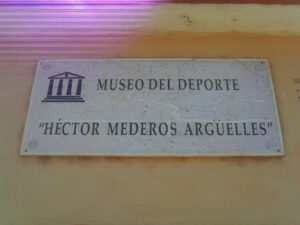 MUSEO DEL DEPORTE
"HÉCTOR MEDEROS ARGÜELLES"